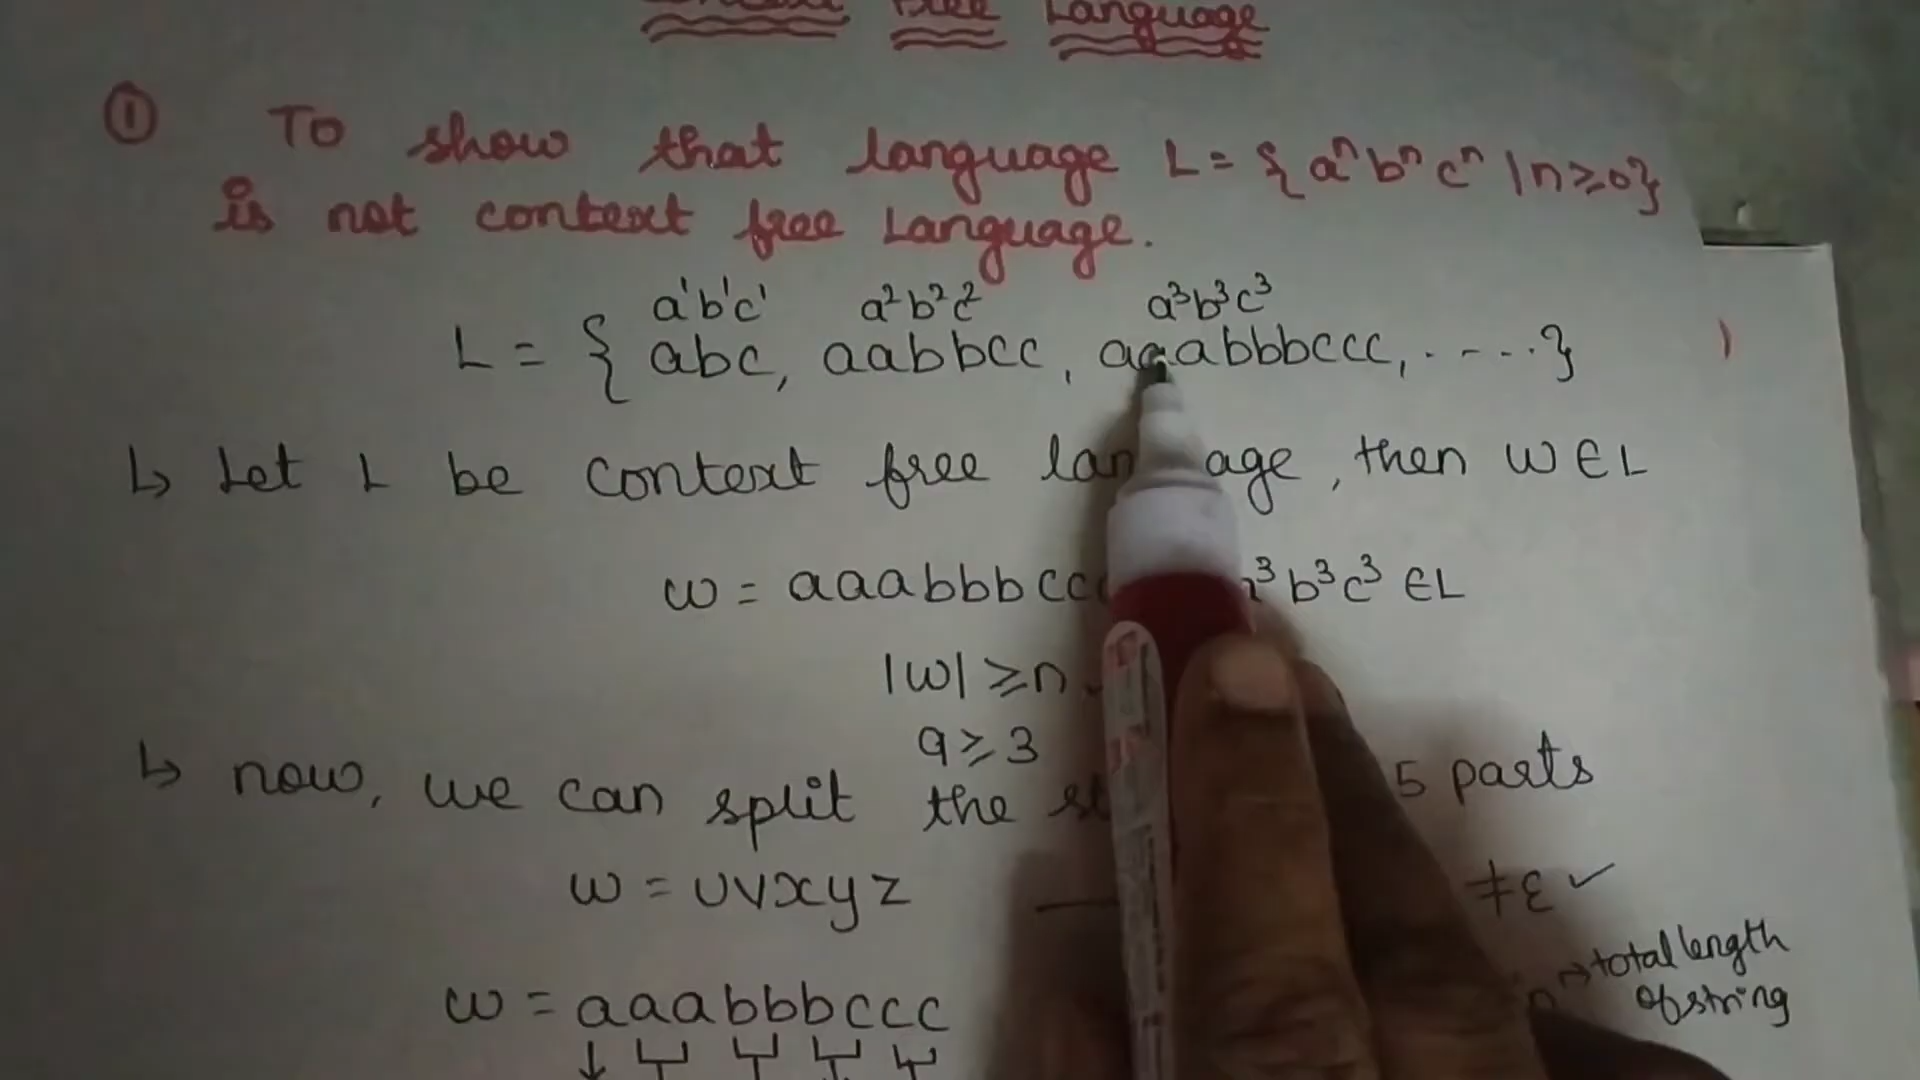 Free Language
① To show that language L = {aⁿbⁿcⁿ | n ≥ 0}
is not context free Language.
a¹b¹c¹ a²b²c² a³b³c³
L = { abc, aabbcc, aaabbbccc, . - - - . }
↳ Let L be context free age, then W ∈ L
w = aaabbbcc ³b³c³ ∈ L
|w| ≥ n
9 ≥ 3
↳ now, we can split the 5 parts
w = uvxyz ≠ ε ✓
→ total length
of string
w = aaabbbccc